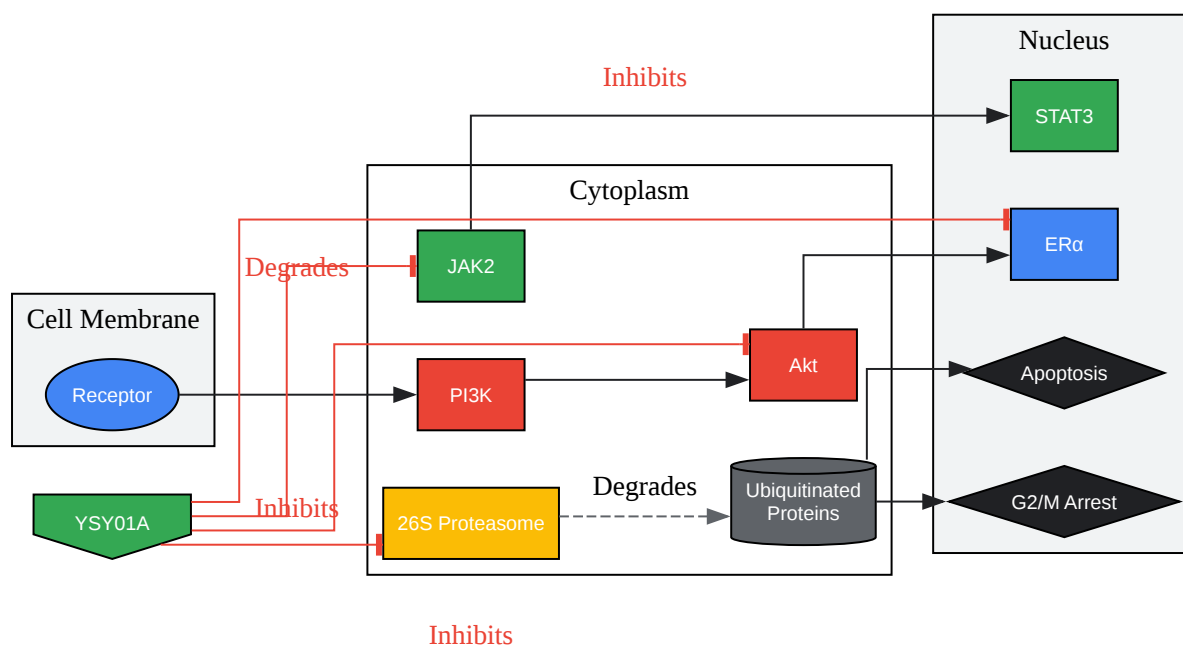 Nucleus
Inhibits
STAT3
Cytoplasm
ERα
Degrades
JAK2
Cell Membrane
Akt
Apoptosis
Receptor
PI3K
Degrades
Ubiquitinated
Proteins
G2/M Arrest
Inhibits
YSY01A
26S Proteasome
Inhibits